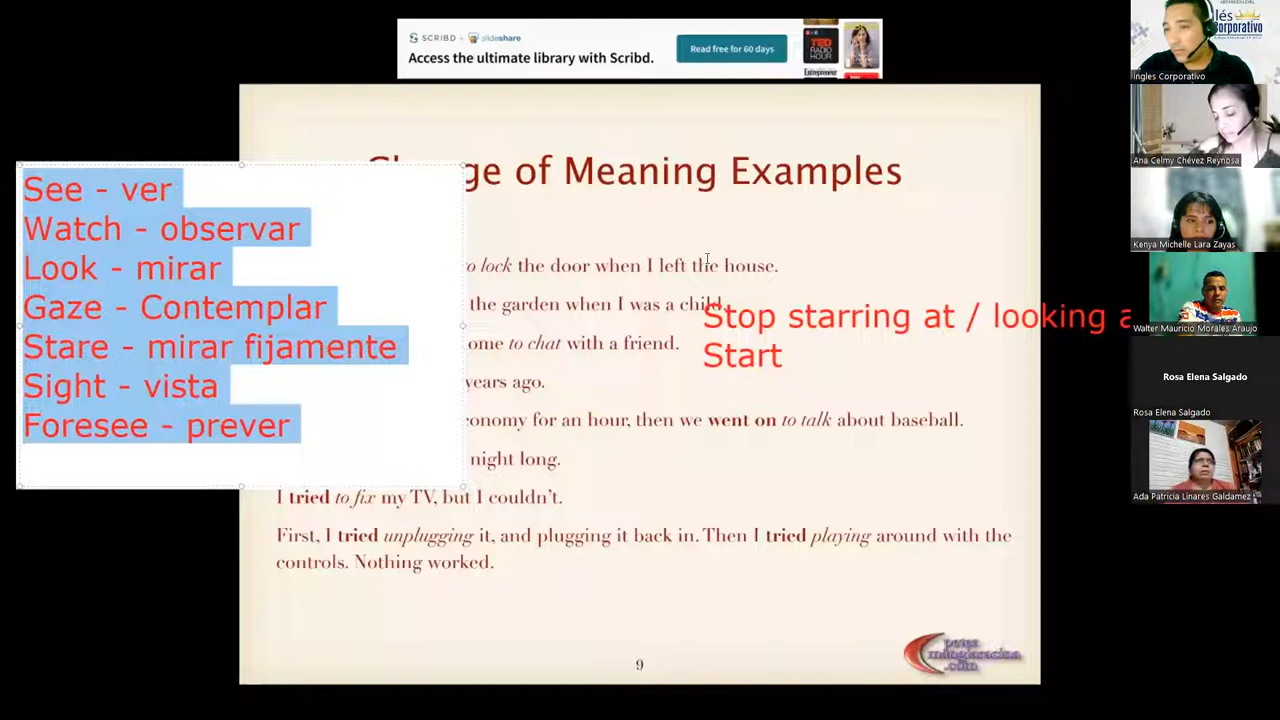 SCRIBD
slideshare
Access the ultimate library with Scribd.
Read free for 60 days
TED
RADIO
HOUR
Entrepreneur
of Meaning Examples
See - ver
Watch - observar
Look - mirar
Gaze - Contemplar
Stare - mirar fijamente
Sight - vista
Foresee - prever
to lock the door when I left the house.
the garden when I was a child.
Stop starring at / looking a
Start
to chat with a friend.
years ago.
for an hour, then we went on to talk about baseball.
night long.
I tried to fix my TV, but I couldn't.
First, I tried unplugging it, and plugging it back in. Then I tried playing around with the
controls. Nothing worked.
9
lés
Corporativo
Ingles Corporativo
Ana Celmy Chévez Reynosa
Kenya Michelle Lara Zayas
Walter Mauricio Morales Araujo
Rosa Elena Salgado
Rosa Elena Salgado
Ada Patricia Linares Galdamez